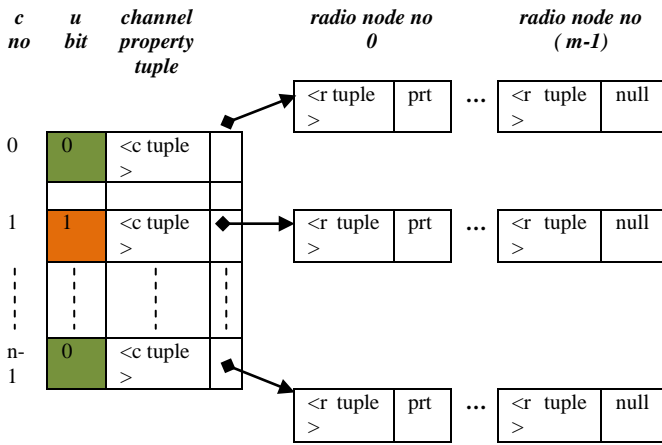 c no
u bit
channel property tuple
radio node no 0
radio node no ( m-1)
<r tuple > prt ... <r tuple > null
0 0 <c tuple >
1 1 <c tuple > <r tuple > prt ... <r tuple > null
n-1 0 <c tuple >
<r tuple > prt ... <r tuple > null